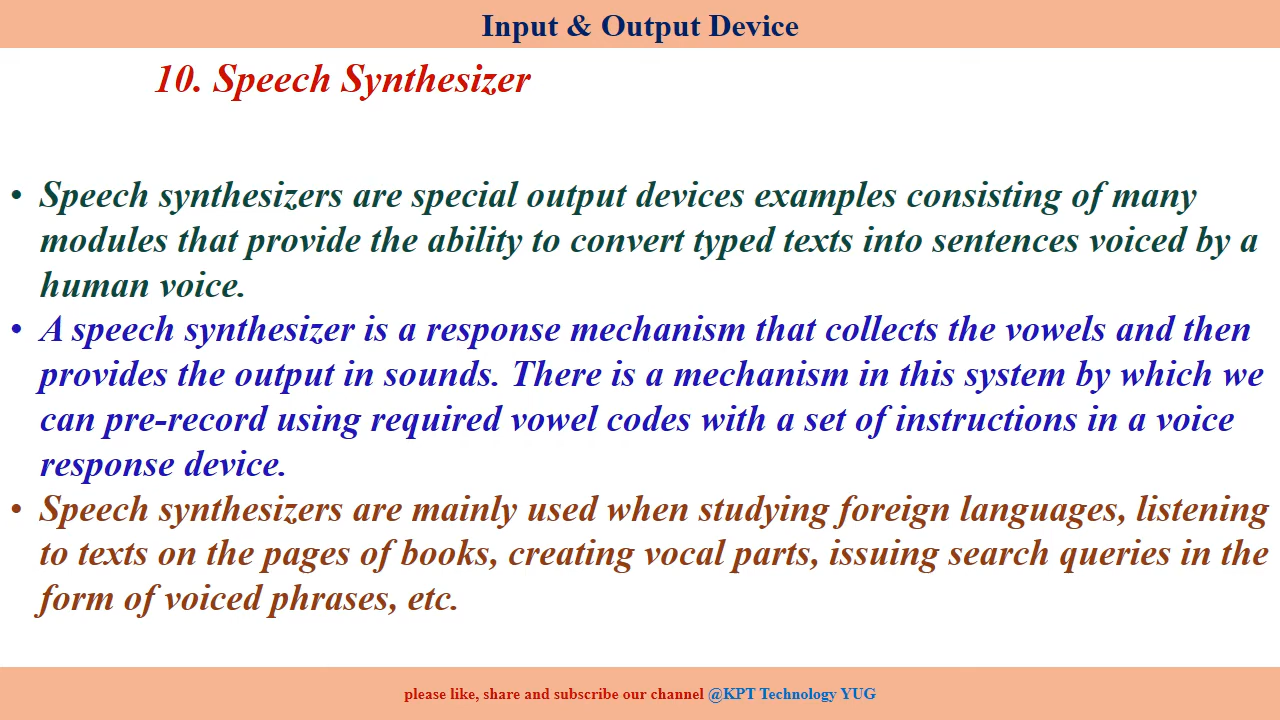 Input & Output Device
10. Speech Synthesizer
• Speech synthesizers are special output devices examples consisting of many
modules that provide the ability to convert typed texts into sentences voiced by a
human voice.
• A speech synthesizer is a response mechanism that collects the vowels and then
provides the output in sounds. There is a mechanism in this system by which we
can pre-record using required vowel codes with a set of instructions in a voice
response device.
• Speech synthesizers are mainly used when studying foreign languages, listening
to texts on the pages of books, creating vocal parts, issuing search queries in the
form of voiced phrases, etc.
please like, share and subscribe our channel @KPT Technology YUG